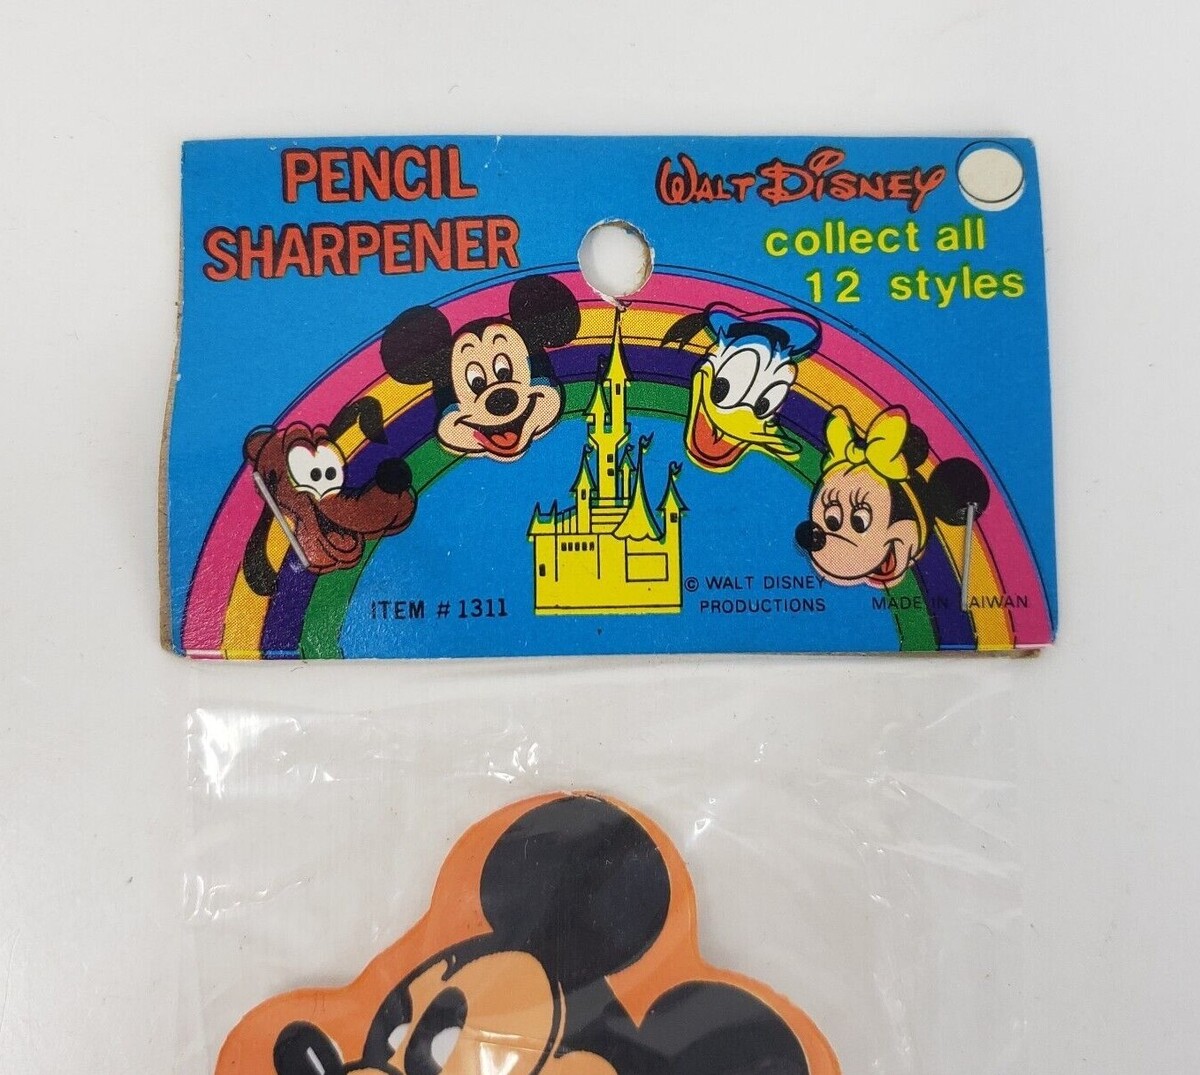 PENCIL
SHARPENER
WALT DISNEY
collect all
12 styles
ITEM # 1311
© WALT DISNEY
PRODUCTIONS
MADE IN TAIWAN